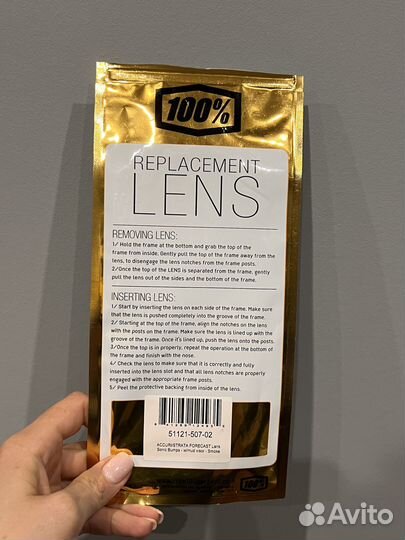 100%
REPLACEMENT
LENS
REMOVING LENS:
1/ Hold the frame at the bottom and grab the top of the
frame from inside. Gently pull the top of the frame away from the
lens, to disengage the lens notches from the frame posts.
2/Once the top of the LENS is separated from the frame, gently
pull the lens out of the sides and the bottom of the frame.
INSERTING LENS:
1/ Start by inserting the lens on each side of the frame. Make sure
that the lens is pushed completely into the groove of the frame.
2/ Starting at the top of the frame, align the notches on the lens
with the posts on the frame. Make sure the lens is lined up with the
groove of the frame. Once it's lined up, push the lens onto the posts.
3/Once the top is in properly, repeat the operation at the bottom of
the frame and finish with the nose.
4/ Check the lens to make sure that it is correctly and fully
inserted into the lens slot and that all lens notches are properly
engaged with the appropriate frame posts.
5/ Peel the protective backing from inside of the lens.
51121-507-02
ACCURI/STRATA FORECAST Lens
Sonic Bumps - w/mud visor - Smoke
100%
Avito